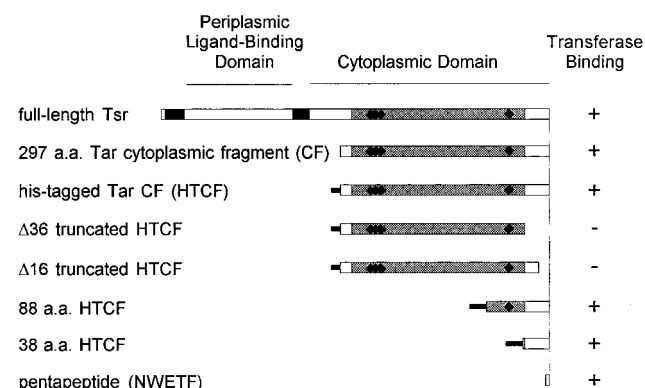 Periplasmic
Ligand-Binding
Domain
Cytoplasmic Domain
Transferase
Binding
full-length Tsr +
297 a.a. Tar cytoplasmic fragment (CF) +
his-tagged Tar CF (HTCF) +
Δ36 truncated HTCF -
Δ16 truncated HTCF -
88 a.a. HTCF +
38 a.a. HTCF +
pentapeptide (NWETF) +